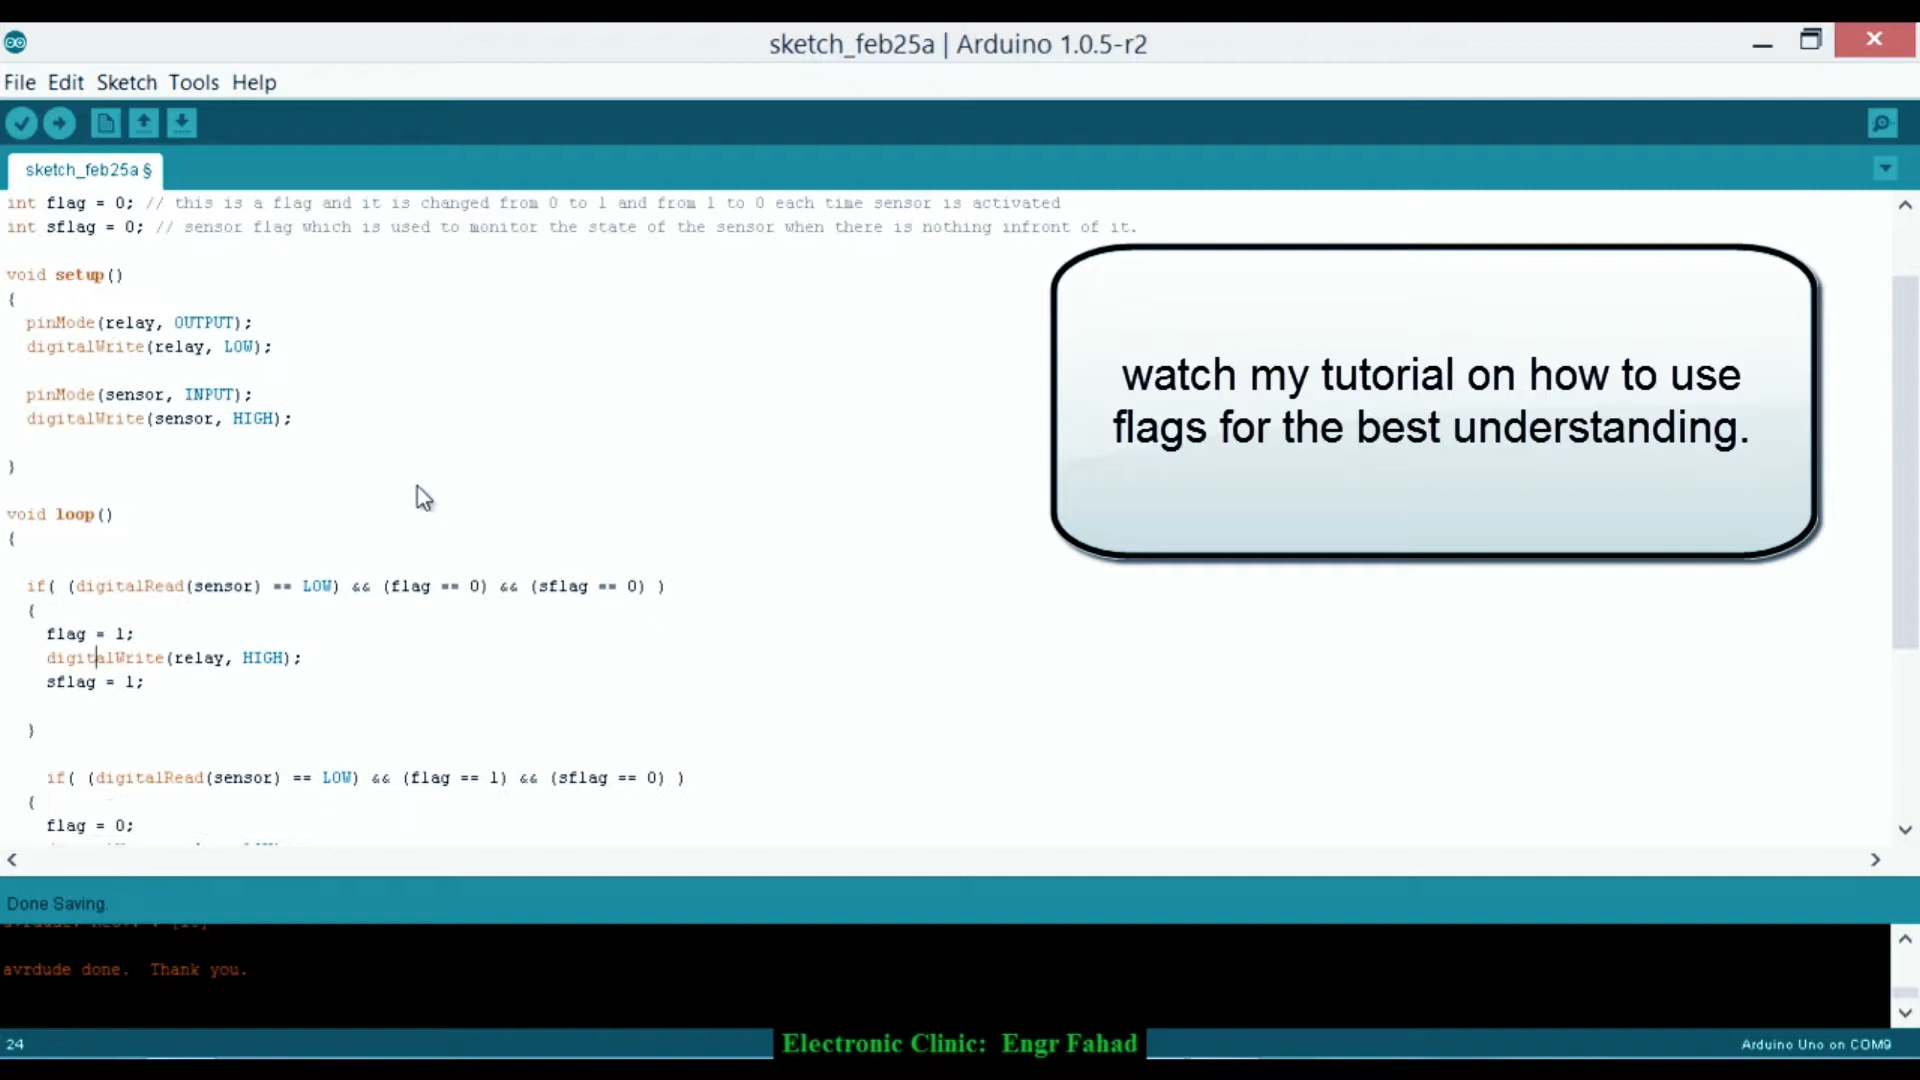 sketch_feb25a | Arduino 1.0.5-r2
File Edit Sketch Tools Help
sketch_feb25a §
int flag = 0; // this is a flag and it is changed from 0 to 1 and from 1 to 0 each time sensor is activated
int sflag = 0; // sensor flag which is used to monitor the state of the sensor when there is nothing infront of it.
void setup()
{
pinMode(relay, OUTPUT);
digitalWrite(relay, LOW);
pinMode(sensor, INPUT);
digitalWrite(sensor, HIGH);
}
void loop()
{
if( (digitalRead(sensor) == LOW) && (flag == 0) && (sflag == 0) )
{
flag = 1;
digitalWrite(relay, HIGH);
sflag = 1;
}
if( (digitalRead(sensor) == LOW) && (flag == 1) && (sflag == 0) )
{
flag = 0;
watch my tutorial on how to use
flags for the best understanding.
Done Saving.
avrdude done. Thank you.
24
Electronic Clinic: Engr Fahad
Arduino Uno on COM9